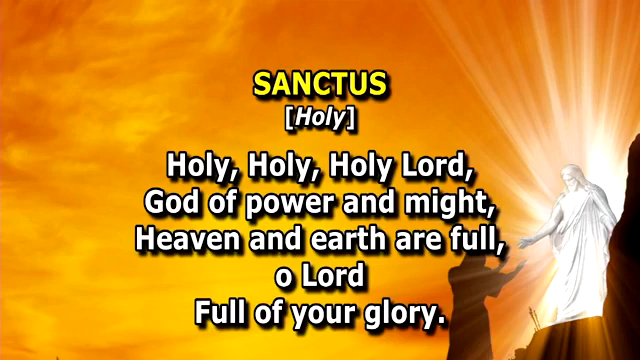 SANCTUS
[Holy]
Holy, Holy, Holy Lord,
God of power and might,
Heaven and earth are full,
o Lord
Full of your glory.